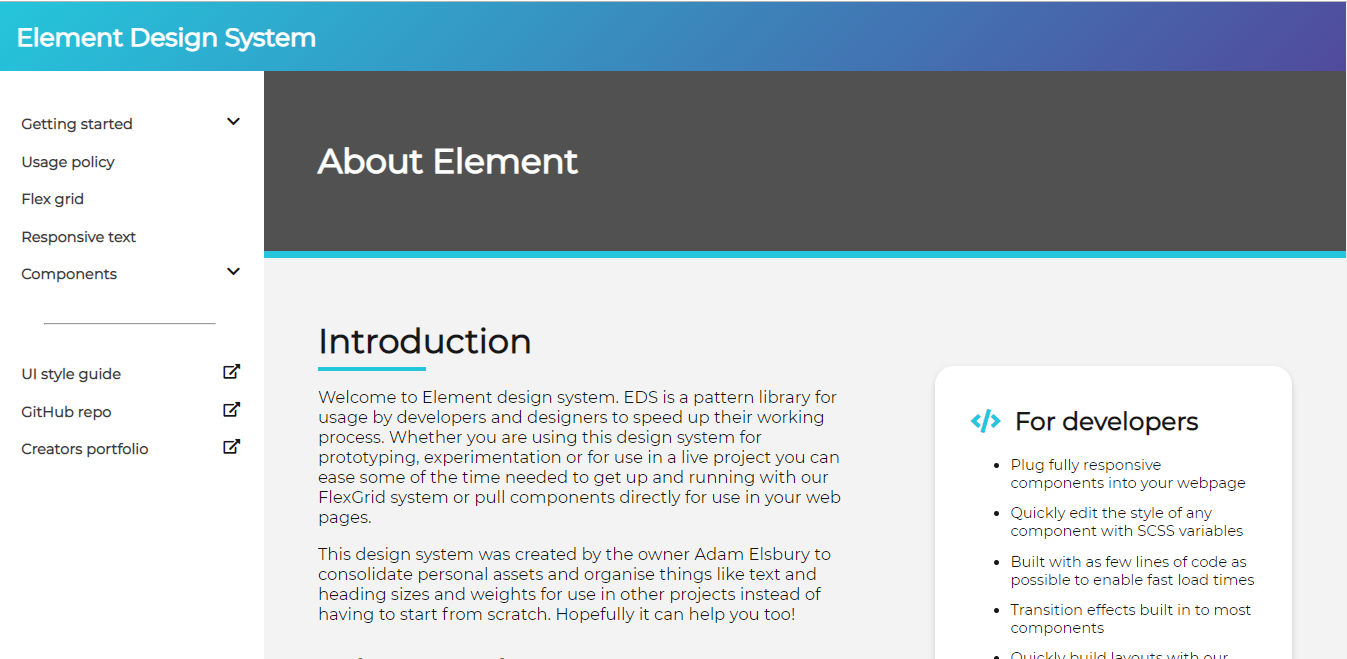 Element Design System
Getting started
Usage policy
Flex grid
Responsive text
Components
UI style guide
GitHub repo
Creators portfolio
About Element
Introduction
Welcome to Element design system. EDS is a pattern library for
usage by developers and designers to speed up their working
process. Whether you are using this design system for
prototyping, experimentation or for use in a live project you can
ease some of the time needed to get up and running with our
FlexGrid system or pull components directly for use in your web
pages.
This design system was created by the owner Adam Elsbury to
consolidate personal assets and organise things like text and
heading sizes and weights for use in other projects instead of
having to start from scratch. Hopefully it can help you too!
</> For developers
Plug fully responsive
components into your webpage
Quickly edit the style of any
component with SCSS variables
Built with as few lines of code as
possible to enable fast load times
Transition effects built in to most
components
Quickly build layouts with our